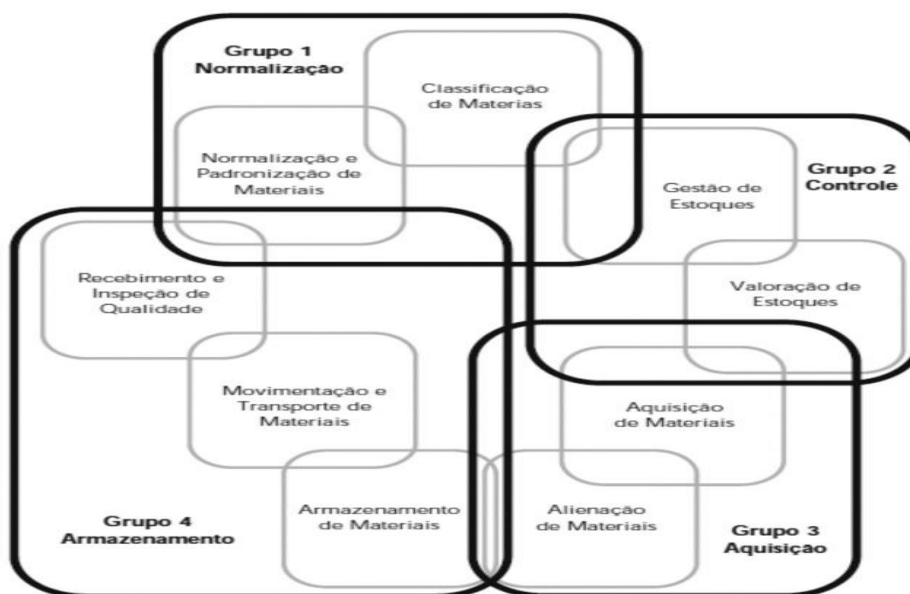 Grupo 1
Normalização
Classificação
de Materias
Normalização e
Padronização de
Materiais
Grupo 2
Controle
Gestão de
Estoques
Valoração de
Estoques
Recebimento e
Inspeção de
Qualidade
Movimentação e
Transporte de
Materiais
Armazenamento
de Materiais
Grupo 4
Armazenamento
Aquisição
de Materiais
Alienação
de Materiais
Grupo 3
Aquisição